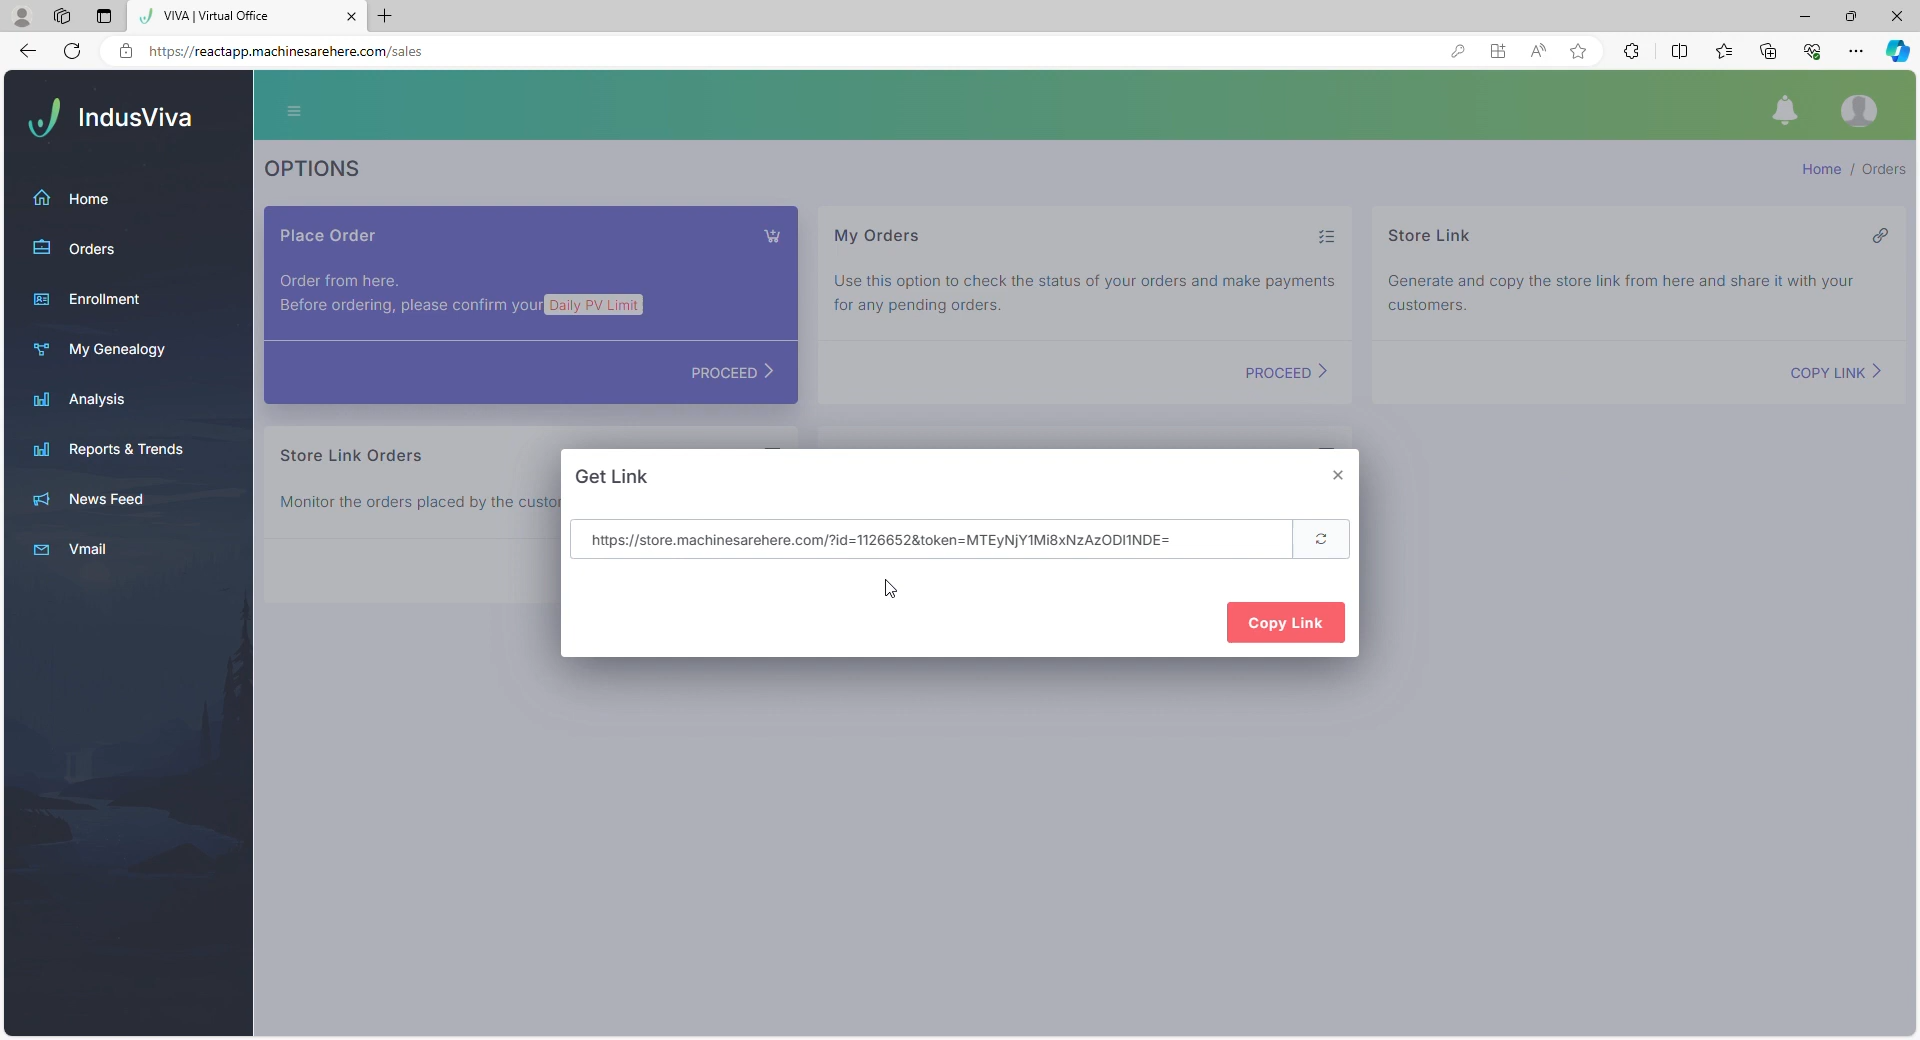 VIVA | Virtual Office
https://reactapp.machinesarehere.com/sales
IndusViva
Home
Orders
Enrollment
My Genealogy
Analysis
Reports & Trends
News Feed
Vmail
OPTIONS
Home / Orders
Place Order
Order from here.
Before ordering, please confirm your Daily PV Limit
PROCEED
My Orders
Use this option to check the status of your orders and make payments
for any pending orders.
PROCEED
Store Link
Generate and copy the store link from here and share it with your
customers.
COPY LINK
Store Link Orders
Monitor the orders placed by the
Get Link
https://store.machinesarehere.com/?id=1126652&token=MTEyNjY1Mi8xNzAzODI1NDE=
Copy Link